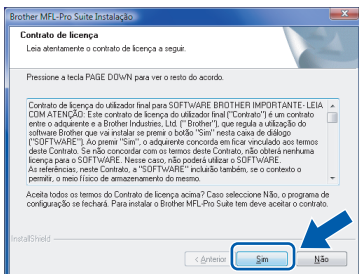 Brother MFL-Pro Suite Instalação
Contrato de licença
Leia atentamente o contrato de licença a seguir.
Pressione a tecla PAGE DOWN para ver o resto do acordo.
Contrato de licença do utilizador final para SOFTWARE BROTHER IMPORTANTE- LEIA
COM ATENÇÃO: Este contrato de licença do utilizador final ("Contrato") é um contrato
entre o adquirente e a Brother Industries, Ltd. (" Brother"), que regula a utilização do
software Brother que vai instalar se premir o botão "Sim" nesta caixa de diálogo
("SOFTWARE"). Ao premir "Sim", o adquirente concorda em ficar vinculado aos termos
deste Contrato. Se não concordar com os termos deste Contrato, não obterá nenhuma
licença para o SOFTWARE. Nesse caso, não poderá utilizar o SOFTWARE.
As referências, neste Contrato, a "SOFTWARE" incluirão também, se o contexto o
permitir, o meio físico de armazenamento do mesmo.
Aceita todos os termos do Contrato de licença acima? Caso seleccione Não, o programa de
configuração se fechará. Para instalar o Brother MFL-Pro Suite tem deve aceitar o contrato.
InstallShield
< Anterior
Sim
Não